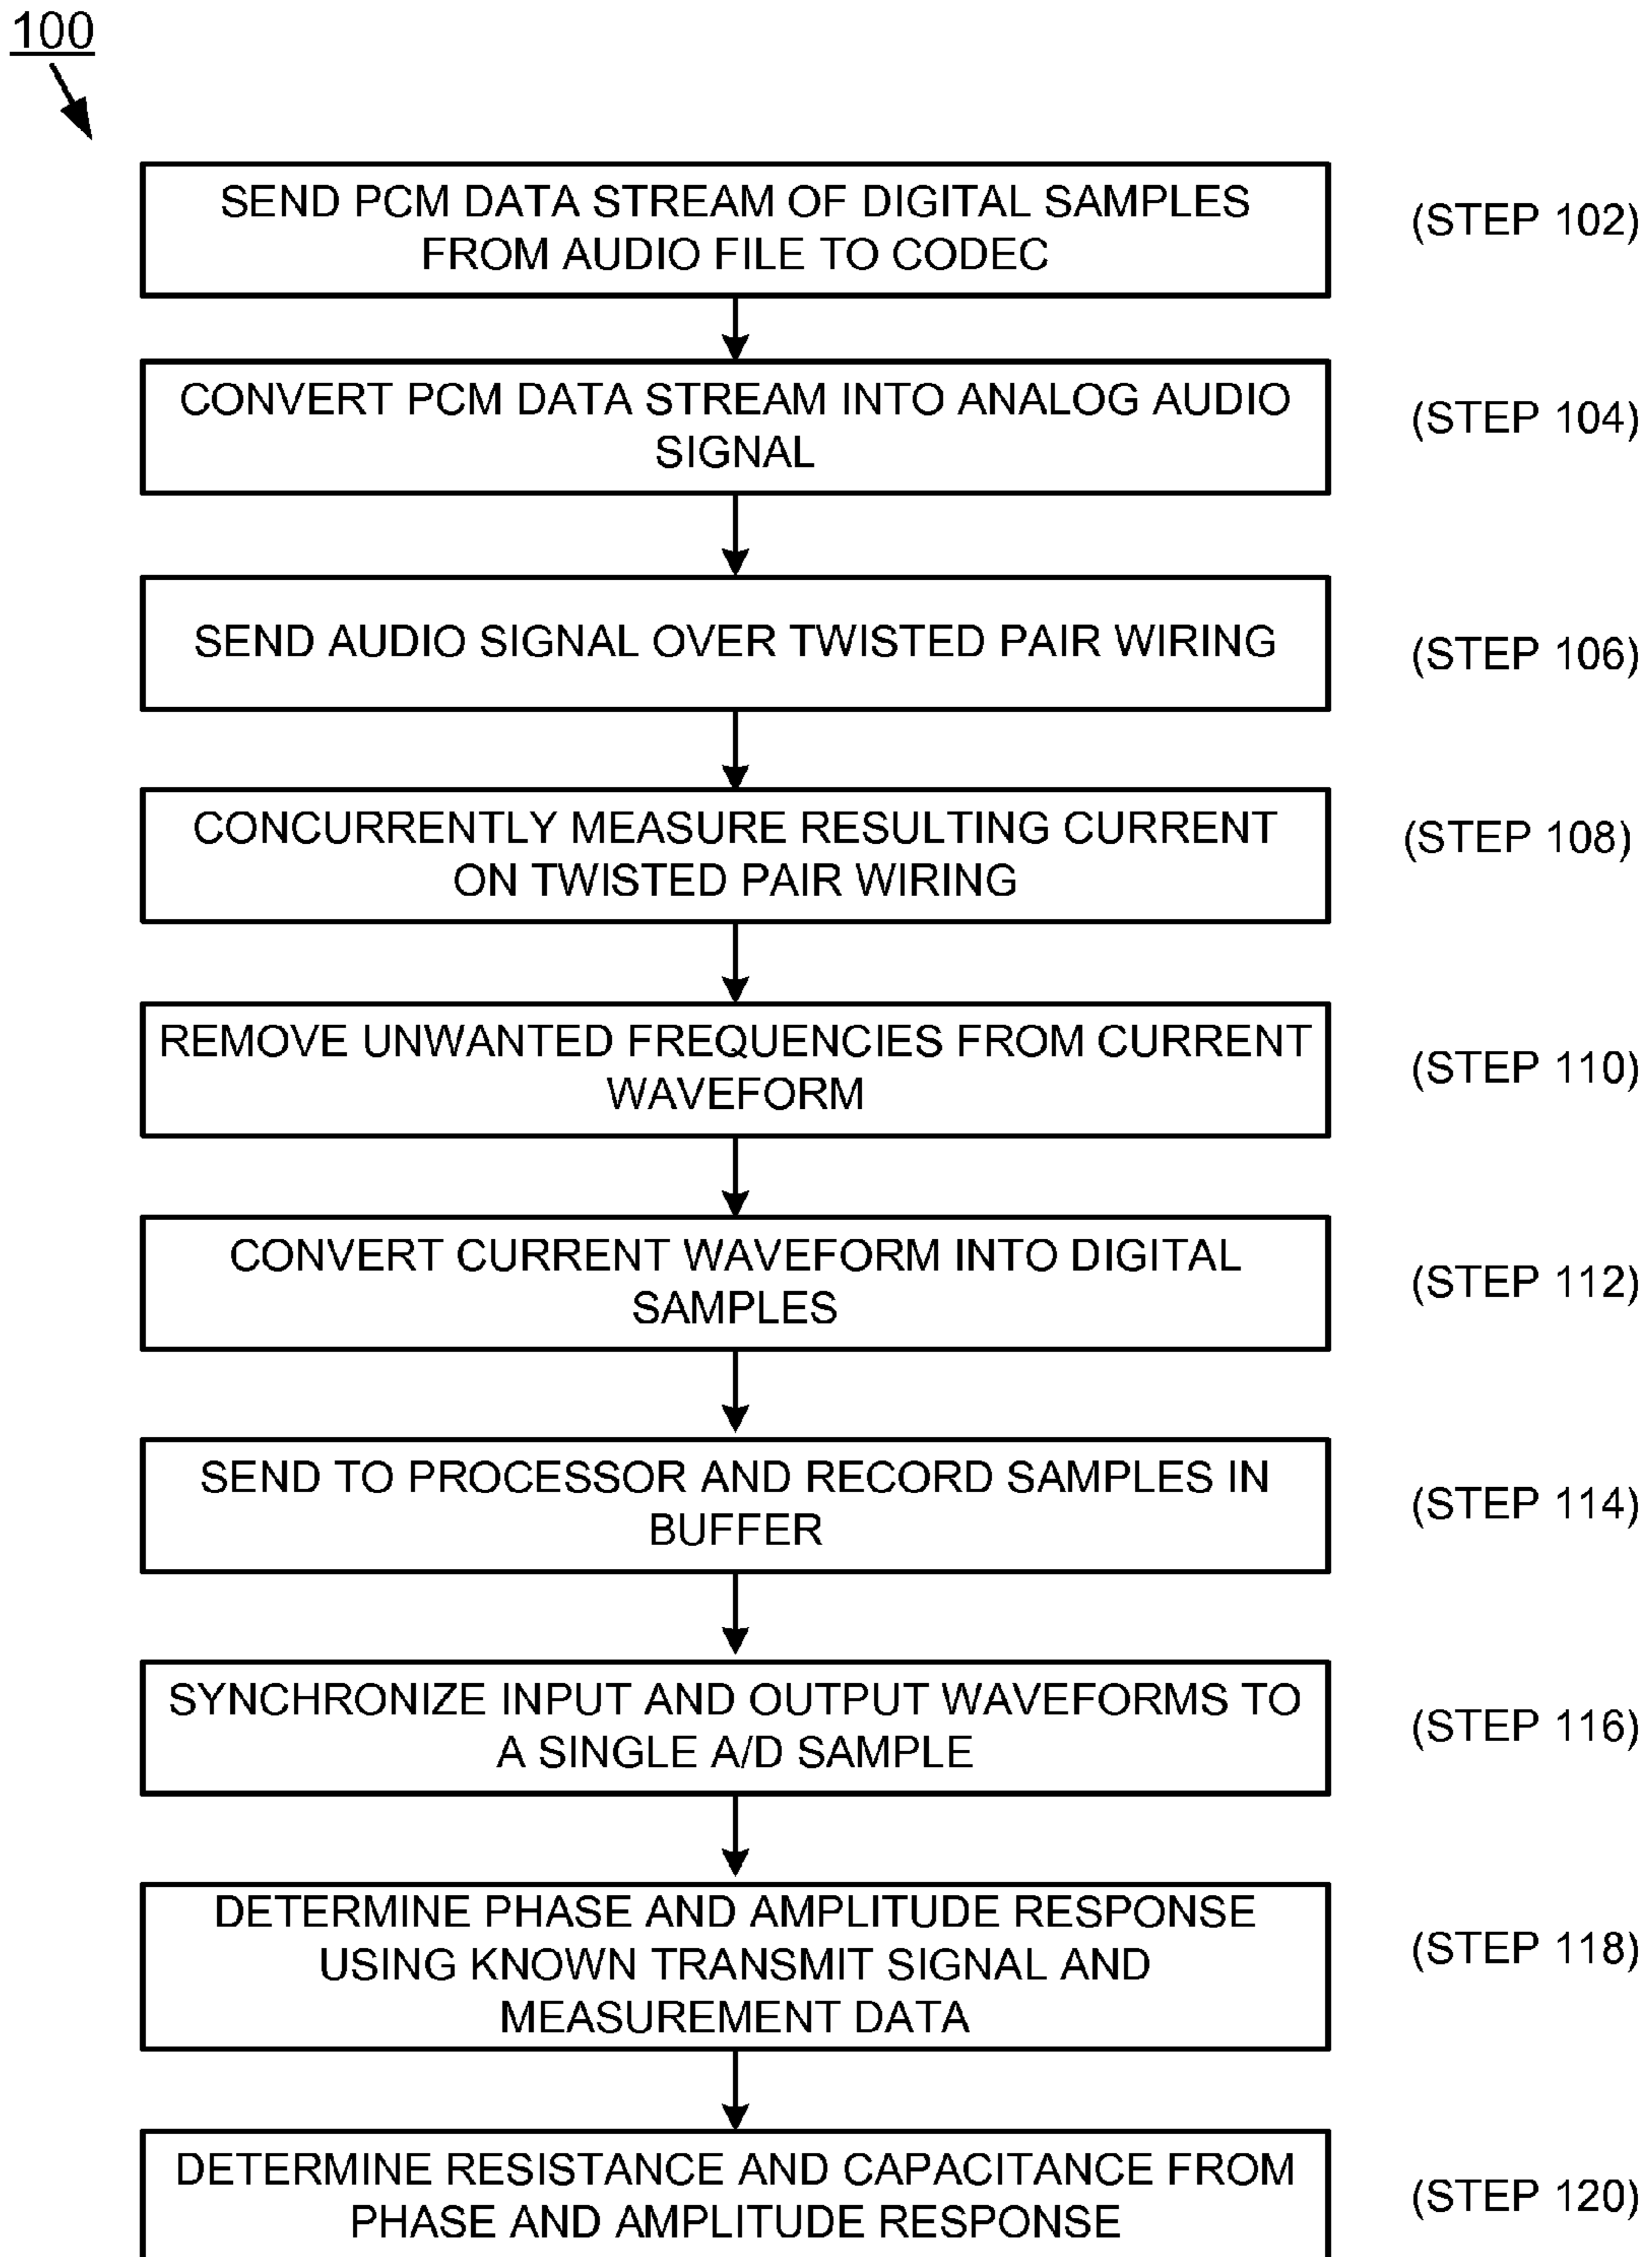 100
SEND PCM DATA STREAM OF DIGITAL SAMPLES
FROM AUDIO FILE TO CODEC
(STEP 102)
CONVERT PCM DATA STREAM INTO ANALOG AUDIO
SIGNAL
(STEP 104)
SEND AUDIO SIGNAL OVER TWISTED PAIR WIRING
(STEP 106)
CONCURRENTLY MEASURE RESULTING CURRENT
ON TWISTED PAIR WIRING
(STEP 108)
REMOVE UNWANTED FREQUENCIES FROM CURRENT
WAVEFORM
(STEP 110)
CONVERT CURRENT WAVEFORM INTO DIGITAL
SAMPLES
(STEP 112)
SEND TO PROCESSOR AND RECORD SAMPLES IN
BUFFER
(STEP 114)
SYNCHRONIZE INPUT AND OUTPUT WAVEFORMS TO
A SINGLE A/D SAMPLE
(STEP 116)
DETERMINE PHASE AND AMPLITUDE RESPONSE
USING KNOWN TRANSMIT SIGNAL AND
MEASUREMENT DATA
(STEP 118)
DETERMINE RESISTANCE AND CAPACITANCE FROM
PHASE AND AMPLITUDE RESPONSE
(STEP 120)